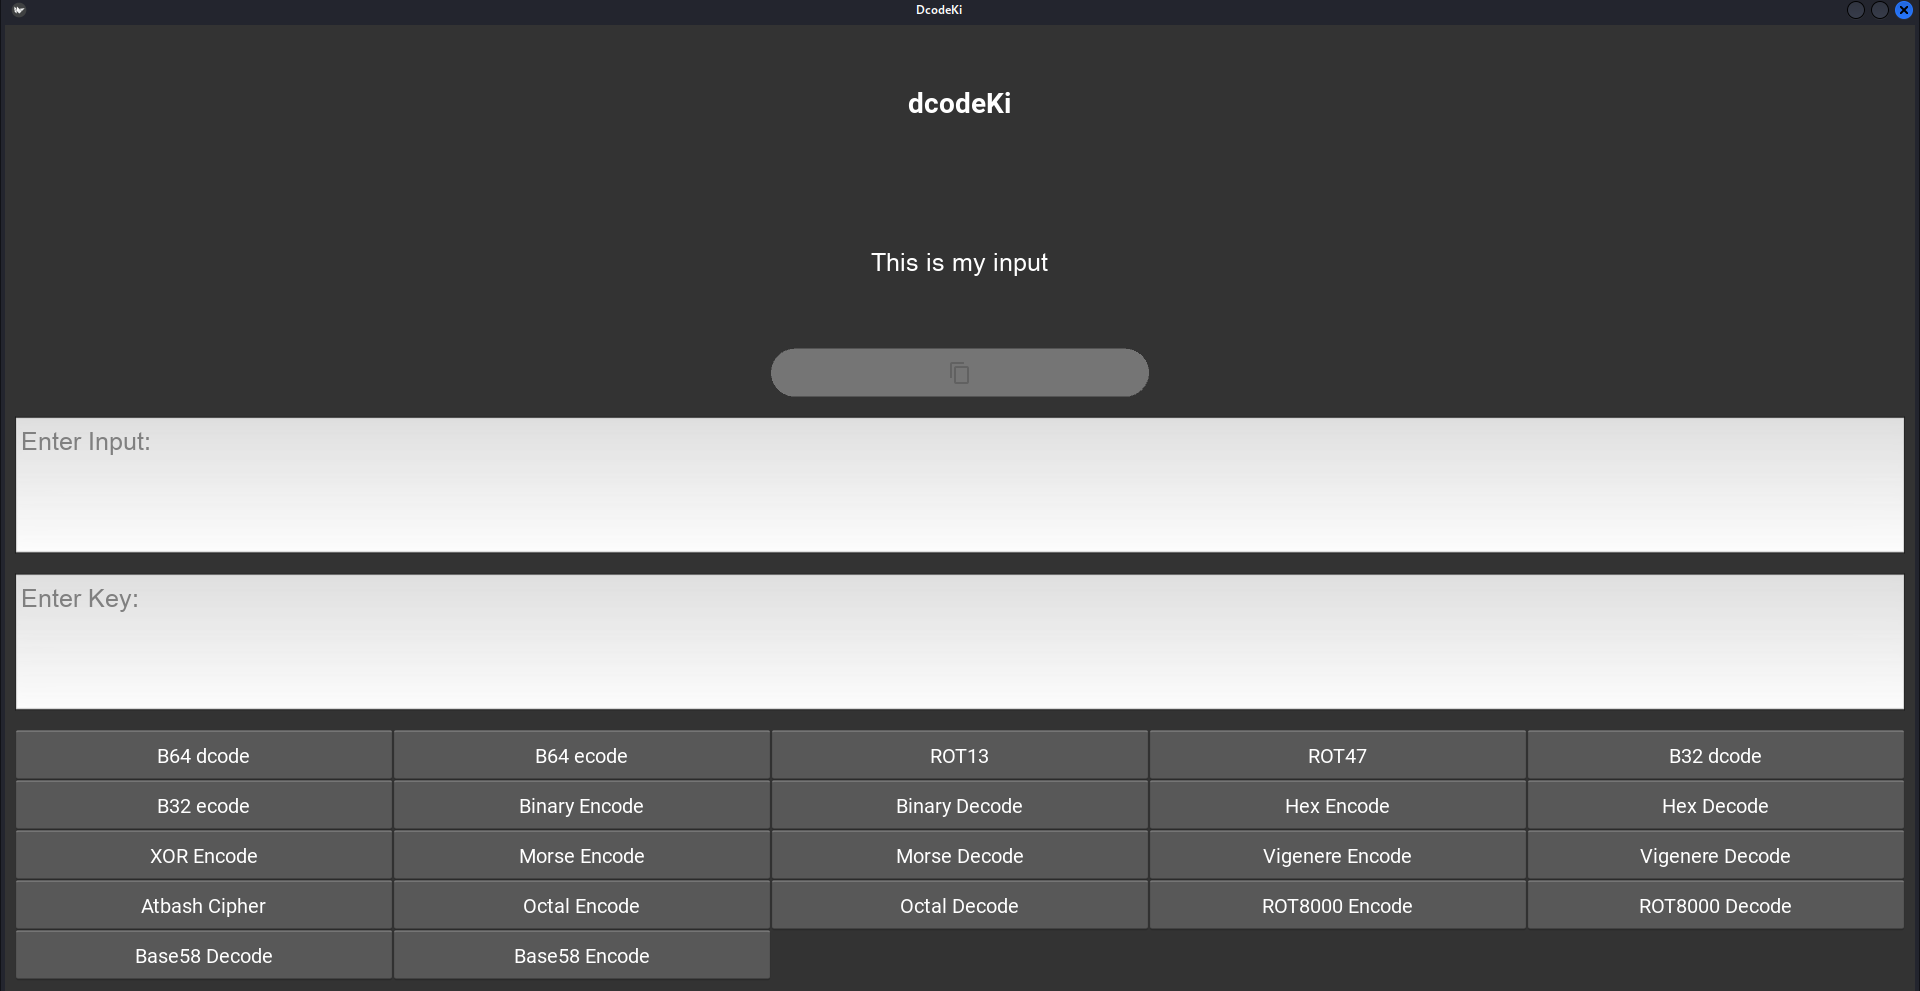 DcodeKi
dcodeKi
This is my input
Enter Input:
Enter Key:
B64 dcode B64 ecode ROT13 ROT47 B32 dcode
B32 ecode Binary Encode Binary Decode Hex Encode Hex Decode
XOR Encode Morse Encode Morse Decode Vigenere Encode Vigenere Decode
Atbash Cipher Octal Encode Octal Decode ROT8000 Encode ROT8000 Decode
Base58 Decode Base58 Encode